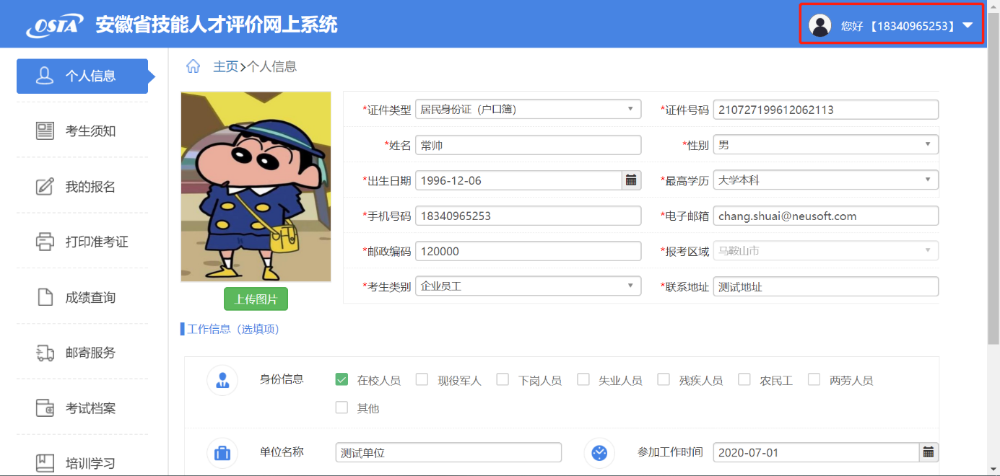 OSTA 安徽省技能人才评价网上系统
您好 【18340965253】
个人信息
考生须知
我的报名
打印准考证
成绩查询
邮寄服务
考试档案
培训学习
主页>个人信息
*证件类型 居民身份证（户口簿） *证件号码 210727199612062113
*姓名 常帅 *性别 男
*出生日期 1996-12-06 *最高学历 大学本科
*手机号码 18340965253 *电子邮箱 chang.shuai@neusoft.com
*邮政编码 120000 *报考区域 马鞍山市
*考生类别 企业员工 *联系地址 测试地址
上传图片
工作信息（选填项）
身份信息 在校人员 现役军人 下岗人员 失业人员 残疾人员 农民工 两劳人员
其他
单位名称 测试单位 参加工作时间 2020-07-01